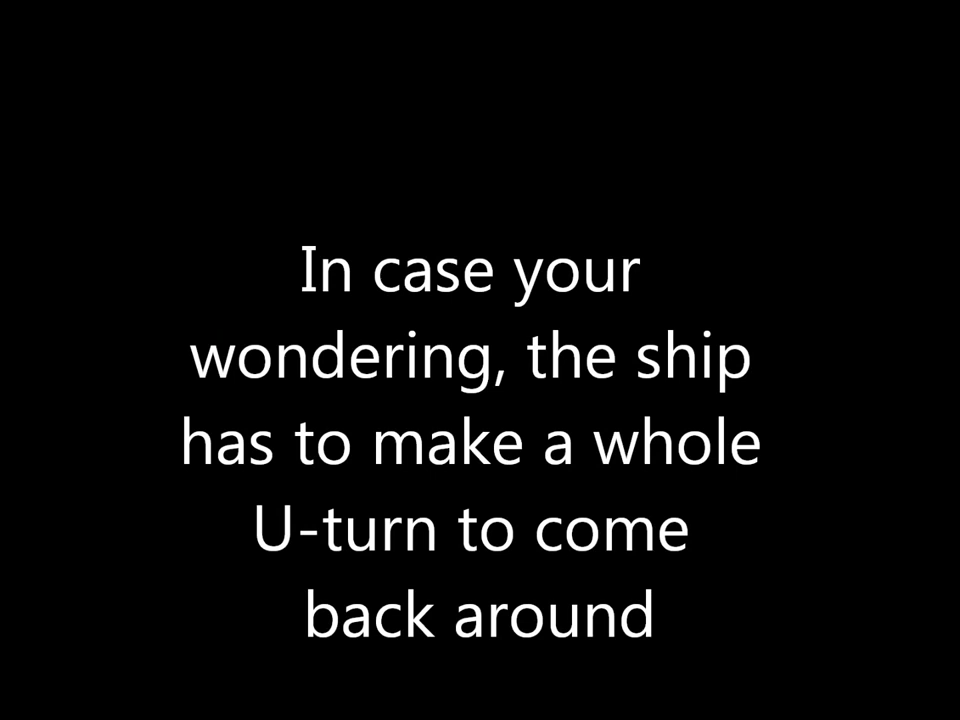 In case your
wondering, the ship
has to make a whole
U-turn to come
back around